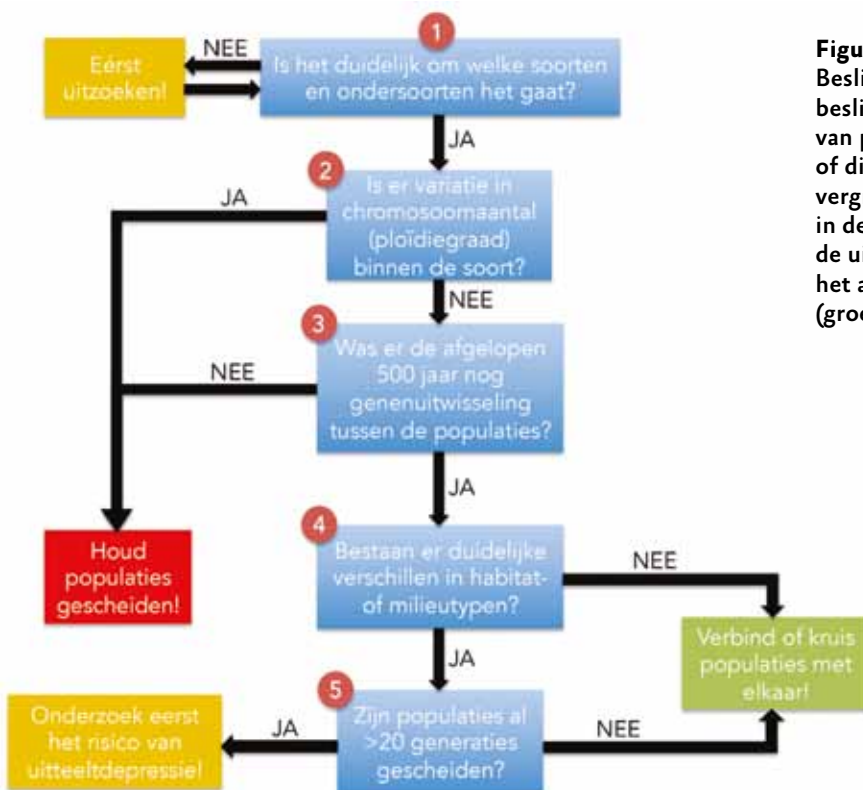 1
NEE
Eérst
uitzoeken!
Is het duidelijk om welke soorten
en ondersoorten het gaat?
JA
2
JA
Is er variatie in
chromosoomaantal
(ploïdiegraad)
binnen de soort?
NEE
3
NEE
Was er de afgelopen
500 jaar nog
genenuitwisseling
tussen de populaties?
JA
Houd
populaties
gescheiden!
4
Bestaan er duidelijke
verschillen in habitat-
of milieutypen?
NEE
Verbind of kruis
populaties met
elkaar!
JA
5
Onderzoek eerst
het risico van
uitteeltdepressie!
JA
Zijn populaties al
>20 generaties
gescheiden?
NEE
Figu
Besli
besli
van p
of di
verg
in de
de u
het a
(groe